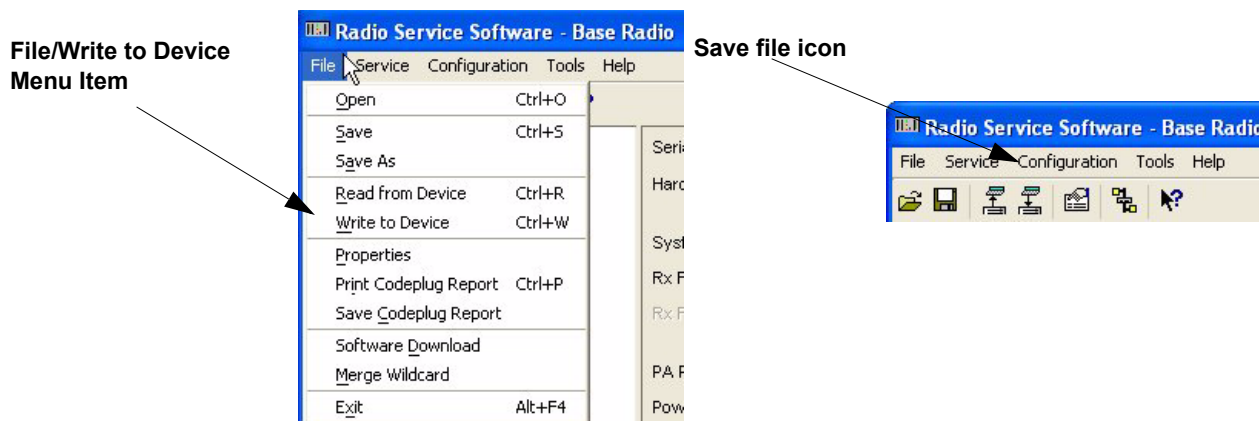 File/Write to Device
Menu Item
Radio Service Software - Base Radio
File Service Configuration Tools Help
Open Ctrl+O
Save Ctrl+S
Save As
Read from Device Ctrl+R
Write to Device Ctrl+W
Properties
Print Codeplug Report Ctrl+P
Save Codeplug Report
Software Download
Merge Wildcard
Exit Alt+F4
Seri
Hard
Syst
Rx F
Rx F
PA P
Pow
Save file icon
Radio Service Software - Base Radio
File Service Configuration Tools Help